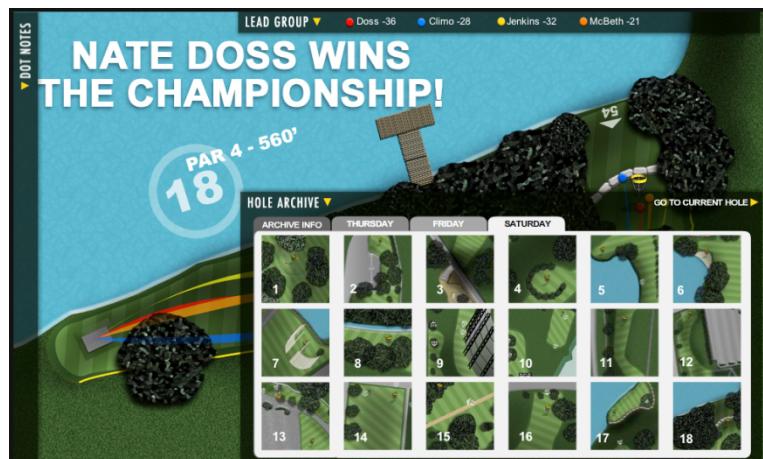 DOT NOTES
LEAD GROUP
Doss -36
Climo -28
Jenkins -32
McBeth -21
NATE DOSS WINS
THE CHAMPIONSHIP!
PAR 4 - 560'
18
54
HOLE ARCHIVE
GO TO CURRENT HOLE
ARCHIVE INFO
THURSDAY
FRIDAY
SATURDAY
1
2
3
4
5
6
7
8
9
10
11
12
13
14
15
16
17
18